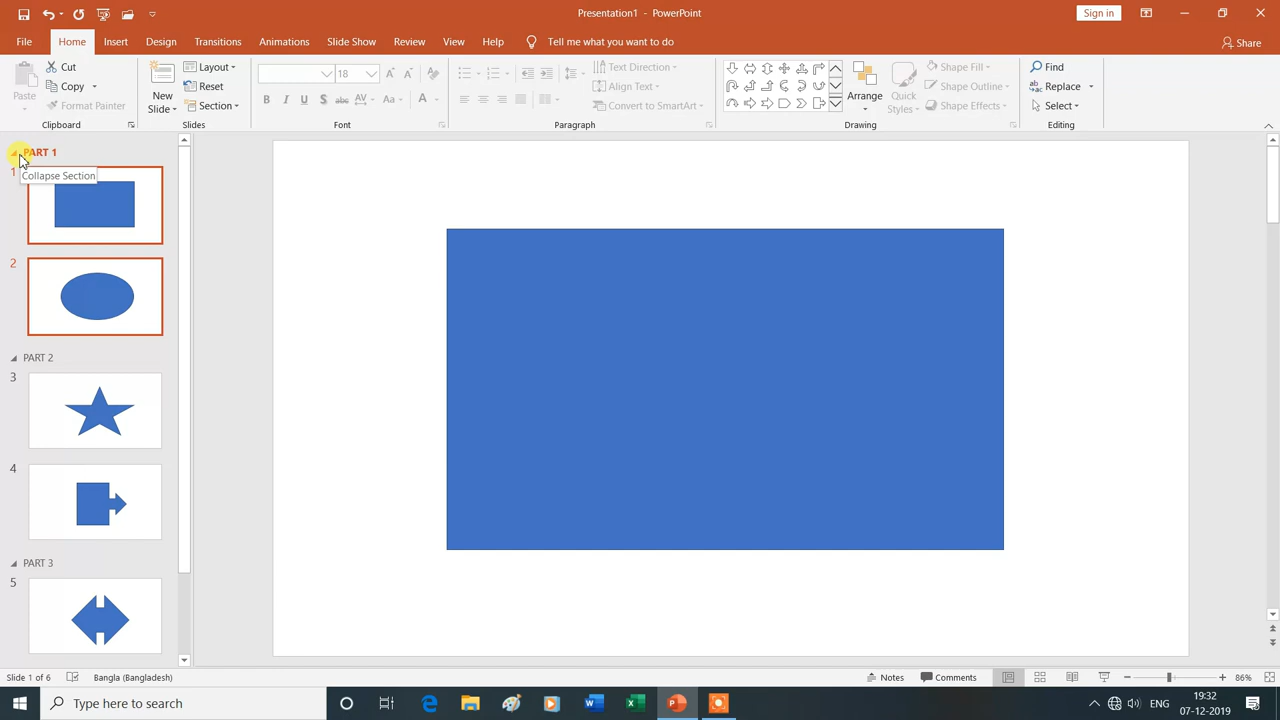 Presentation1 - PowerPoint
Sign in
File Home Insert Design Transitions Animations Slide Show Review View Help Tell me what you want to do Share
Paste
Cut
Copy
Format Painter
Clipboard
New Slide
Layout
Reset
Section
Slides
18
B I U S abc AV Aa A
Font
Text Direction
Align Text
Convert to SmartArt
Paragraph
Arrange
Quick Styles
Shape Fill
Shape Outline
Shape Effects
Drawing
Find
Replace
Select
Editing
PART 1
Collapse Section
1
2
PART 2
3
4
PART 3
5
Slide 1 of 6 Bangla (Bangladesh) Notes Comments 86%
Type here to search
ENG
19:32
07-12-2019